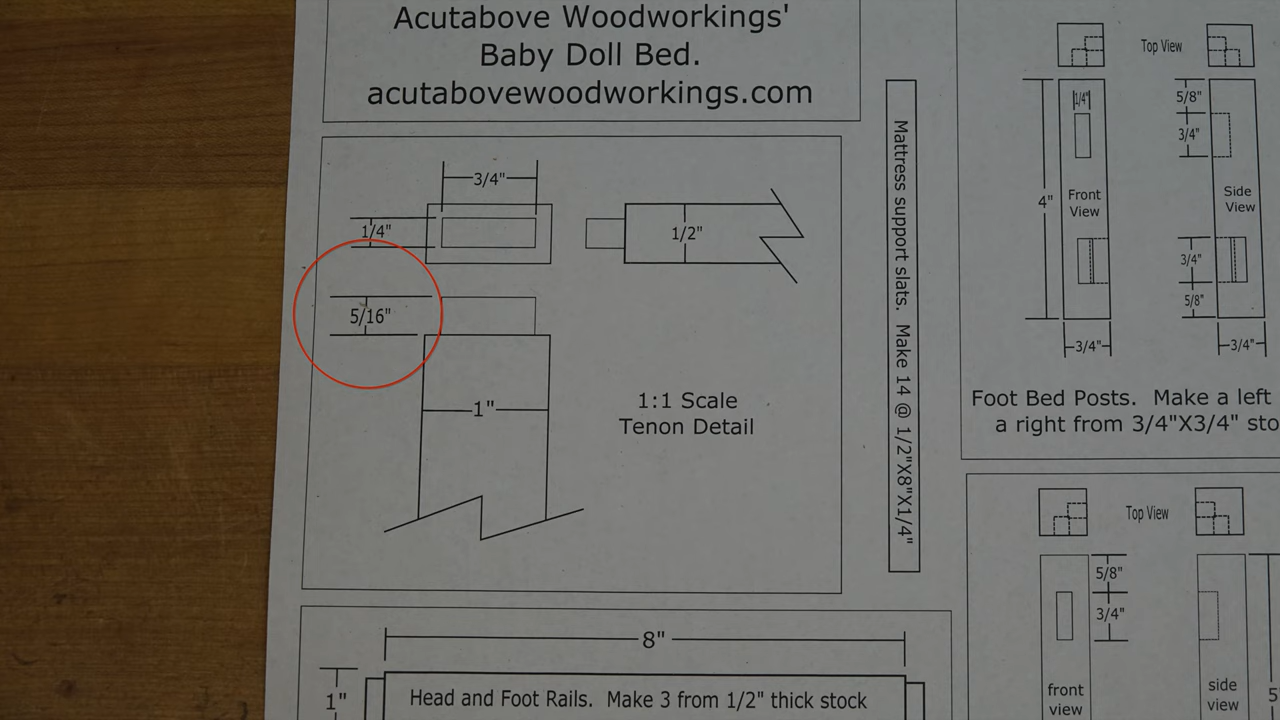 Acutabove Woodworkings'
Baby Doll Bed.
acutabovewoodworkings.com
3/4"
1/4"
1/2"
5/16"
1"
1:1 Scale
Tenon Detail
Mattress support slats. Make 14 @ 1/2"X8"X1/4"
Top View
1/4"
5/8"
3/4"
4"
Front
View
Side
View
3/4"
5/8"
3/4"
3/4"
Foot Bed Posts. Make a left
a right from 3/4"X3/4"
Top View
5/8"
3/4"
front
view
side
view
8"
1"
Head and Foot Rails. Make 3 from 1/2" thick stock